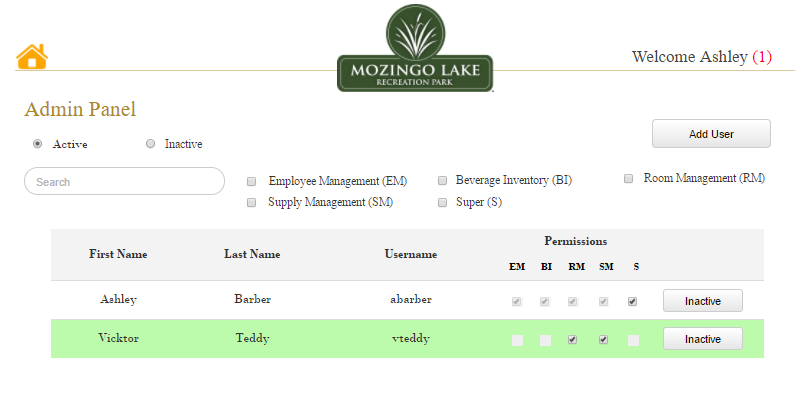 MOZINGO LAKE
RECREATION PARK
Welcome Ashley (1)
Admin Panel
Add User
Active Inactive
Search
Employee Management (EM) Beverage Inventory (BI) Room Management (RM)
Supply Management (SM) Super (S)
First Name Last Name Username Permissions
EM BI RM SM S
Ashley Barber abarber Inactive
Vicktor Teddy vteddy Inactive